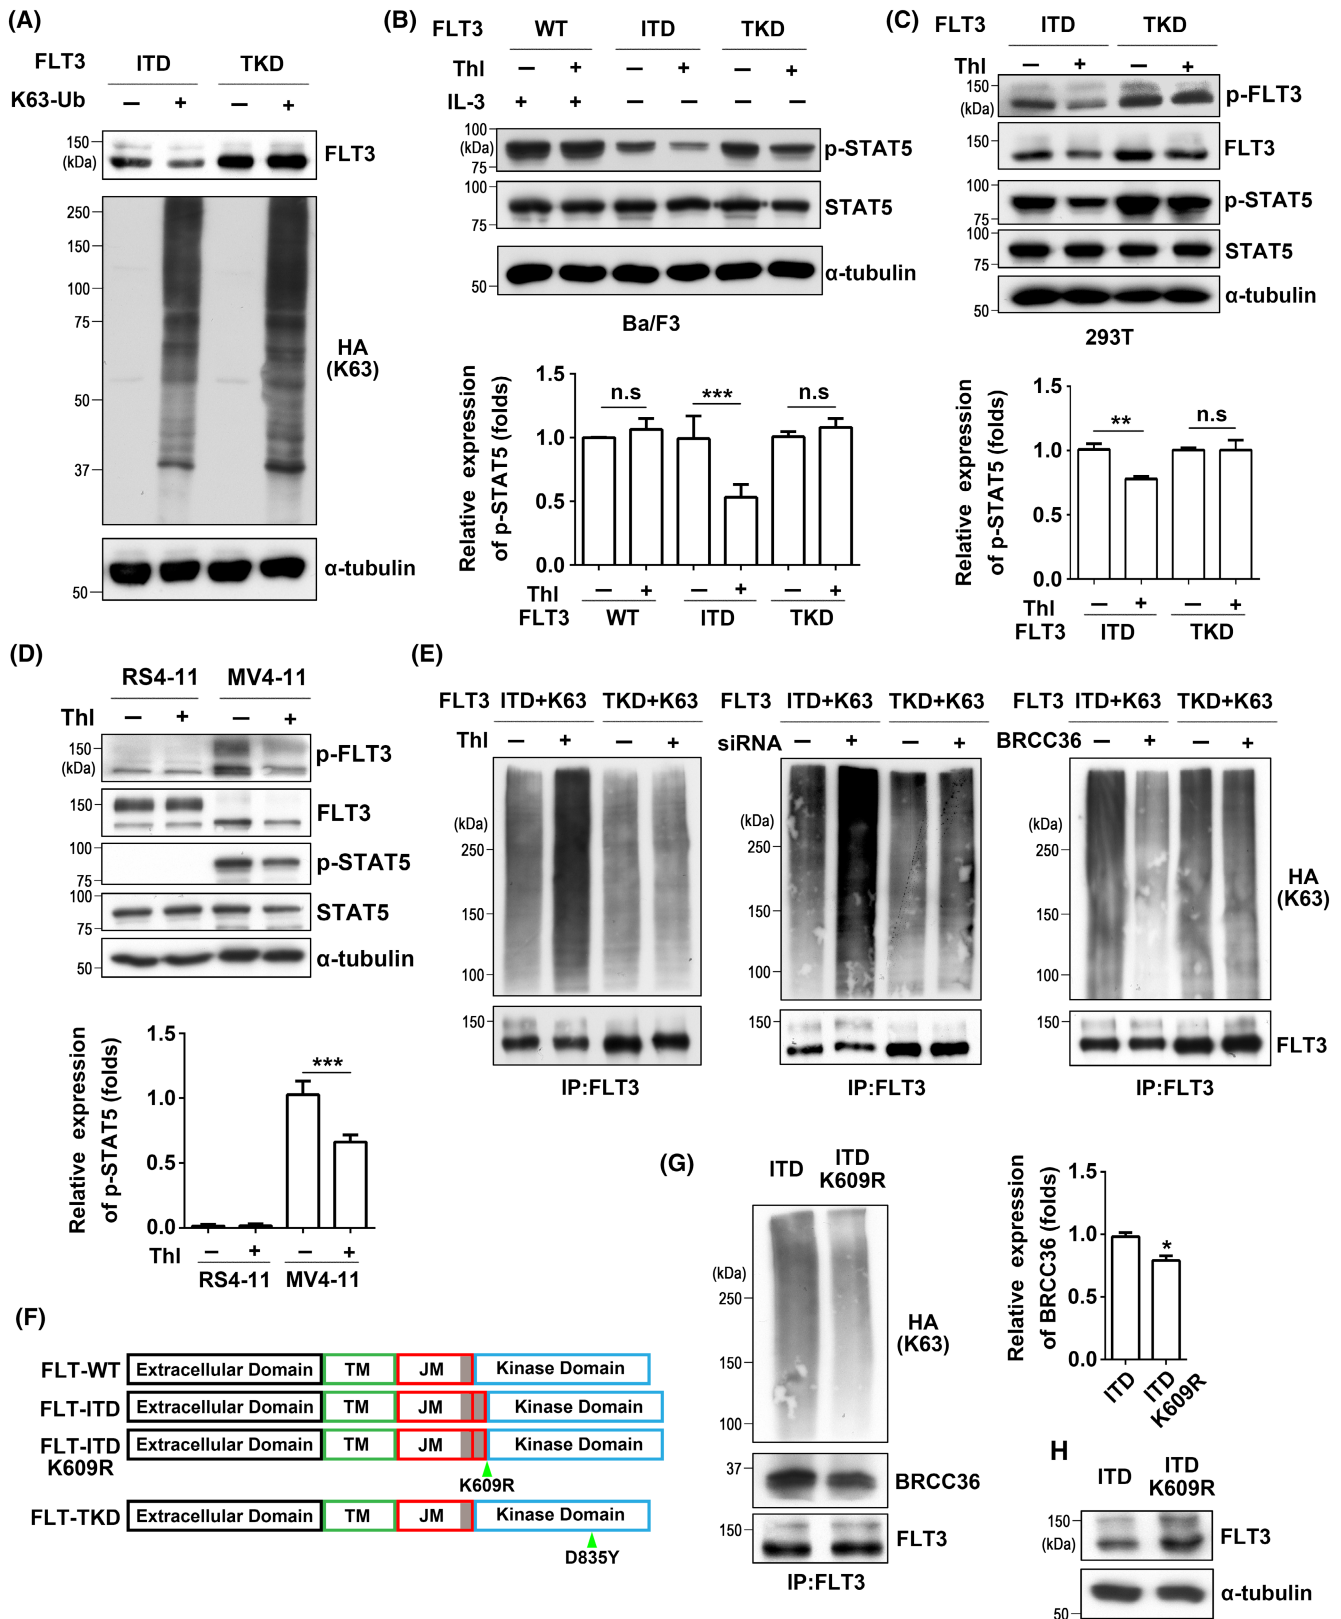 (A)
FLT3 ITD TKD
K63-Ub − + − +
150
(kDa)
FLT3
250
150
100
75
50
37
HA
(K63)
50
α-tubulin
(B)
FLT3 WT ITD TKD
ThI − + − + − +
IL-3 + + − − − −
100
(kDa)
75
p-STAT5
100
75
STAT5
50
α-tubulin
Ba/F3
Relative expression
of p-STAT5 (folds)
1.5
1.0
0.5
0.0
n.s
***
n.s
ThI − + − + − +
FLT3 WT ITD TKD
(C)
FLT3 ITD TKD
ThI − + − +
150
(kDa)
p-FLT3
150
FLT3
100
75
p-STAT5
100
75
STAT5
50
α-tubulin
293T
Relative expression
of p-STAT5 (folds)
1.5
1.0
0.5
0.0
**
n.s
ThI − + − +
FLT3 ITD TKD
(D)
RS4-11 MV4-11
ThI − + − +
150
(kDa)
p-FLT3
150
FLT3
100
75
p-STAT5
100
75
STAT5
50
α-tubulin
Relative expression
of p-STAT5 (folds)
1.5
1.0
0.5
0.0
***
ThI − + − +
RS4-11 MV4-11
(E)
FLT3 ITD+K63 TKD+K63
ThI − + − +
(kDa)
250
150
100
150
IP:FLT3
FLT3 ITD+K63 TKD+K63
siRNA − + − +
(kDa)
250
150
100
150
IP:FLT3
FLT3 ITD+K63 TKD+K63
BRCC36 − + − +
(kDa)
250
150
100
HA
(K63)
150
FLT3
IP:FLT3
(F)
FLT-WT Extracellular Domain TM JM Kinase Domain
FLT-ITD Extracellular Domain TM JM Kinase Domain
FLT-ITD Extracellular Domain TM JM Kinase Domain
K609R
K609R
FLT-TKD Extracellular Domain TM JM Kinase Domain
D835Y
(G)
ITD ITD
K609R
(kDa)
250
150
100
HA
(K63)
37
BRCC36
150
FLT3
IP:FLT3
Relative expression
of BRCC36 (folds)
1.5
1.0
0.5
0.0
*
ITD
ITD
K609R
H
ITD ITD
K609R
150
(kDa)
FLT3
50
α-tubulin